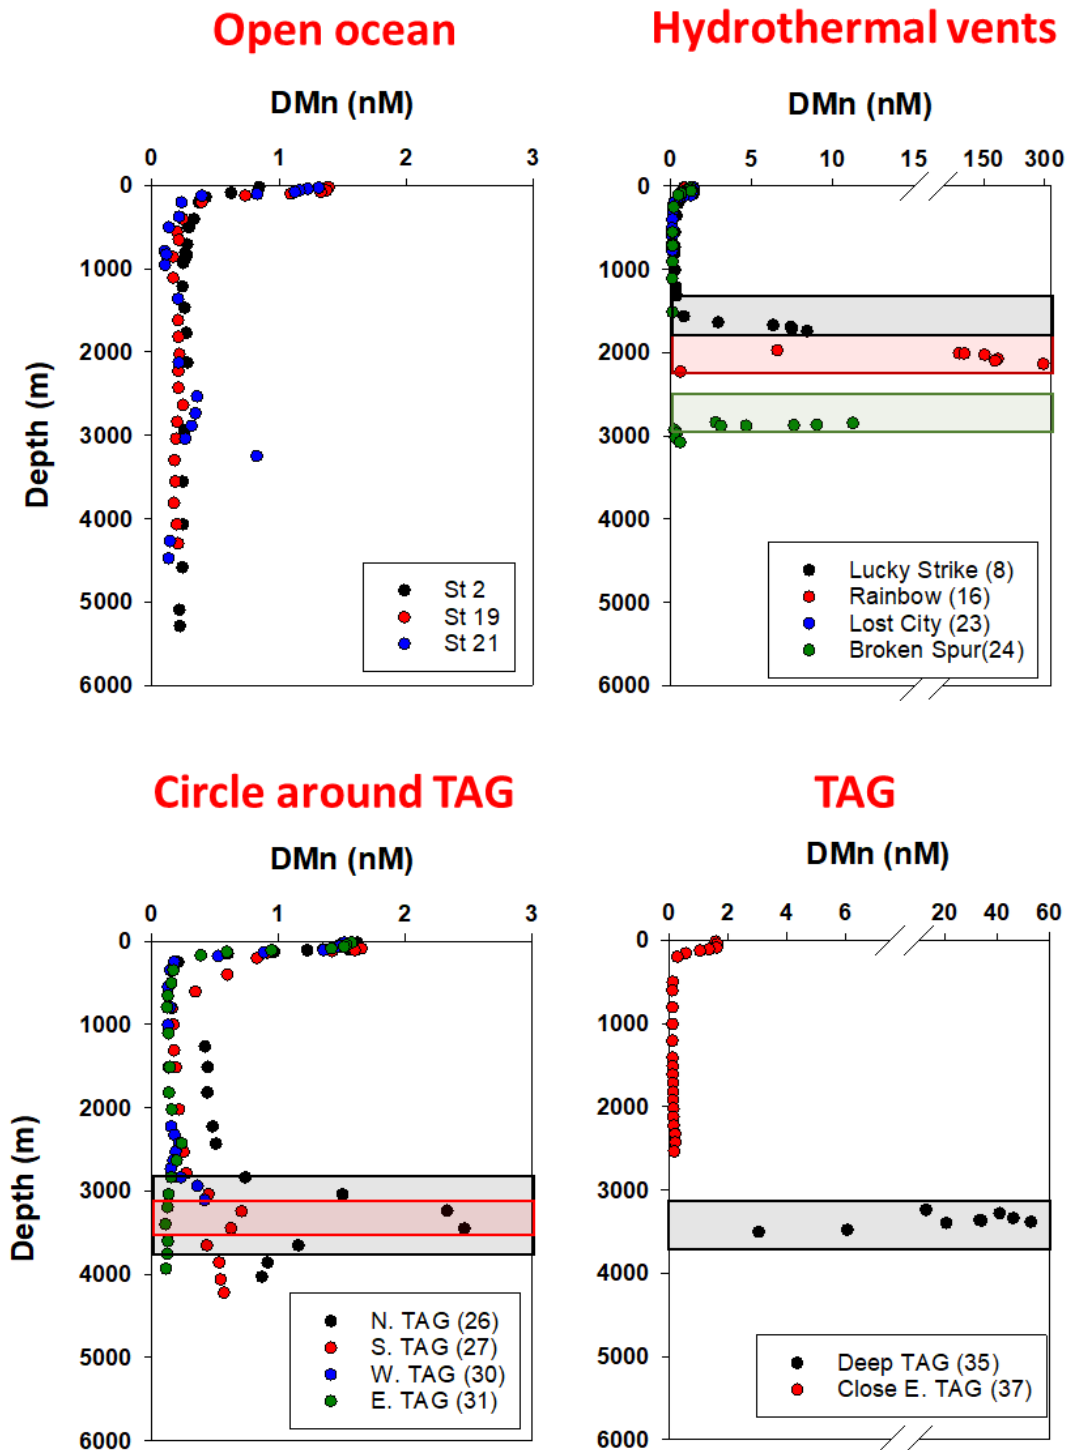 Open ocean
Hydrothermal vents
DMn (nM)
DMn (nM)
0 1 2 3
0 5 10 15 150 300
Depth (m)
0
1000
2000
3000
4000
5000
6000
0
1000
2000
3000
4000
5000
6000
St 2
St 19
St 21
Lucky Strike (8)
Rainbow (16)
Lost City (23)
Broken Spur(24)
Circle around TAG
TAG
DMn (nM)
DMn (nM)
0 1 2 3
0 2 4 6 20 40 60
Depth (m)
0
1000
2000
3000
4000
5000
6000
0
1000
2000
3000
4000
5000
6000
N. TAG (26)
S. TAG (27)
W. TAG (30)
E. TAG (31)
Deep TAG (35)
Close E. TAG (37)